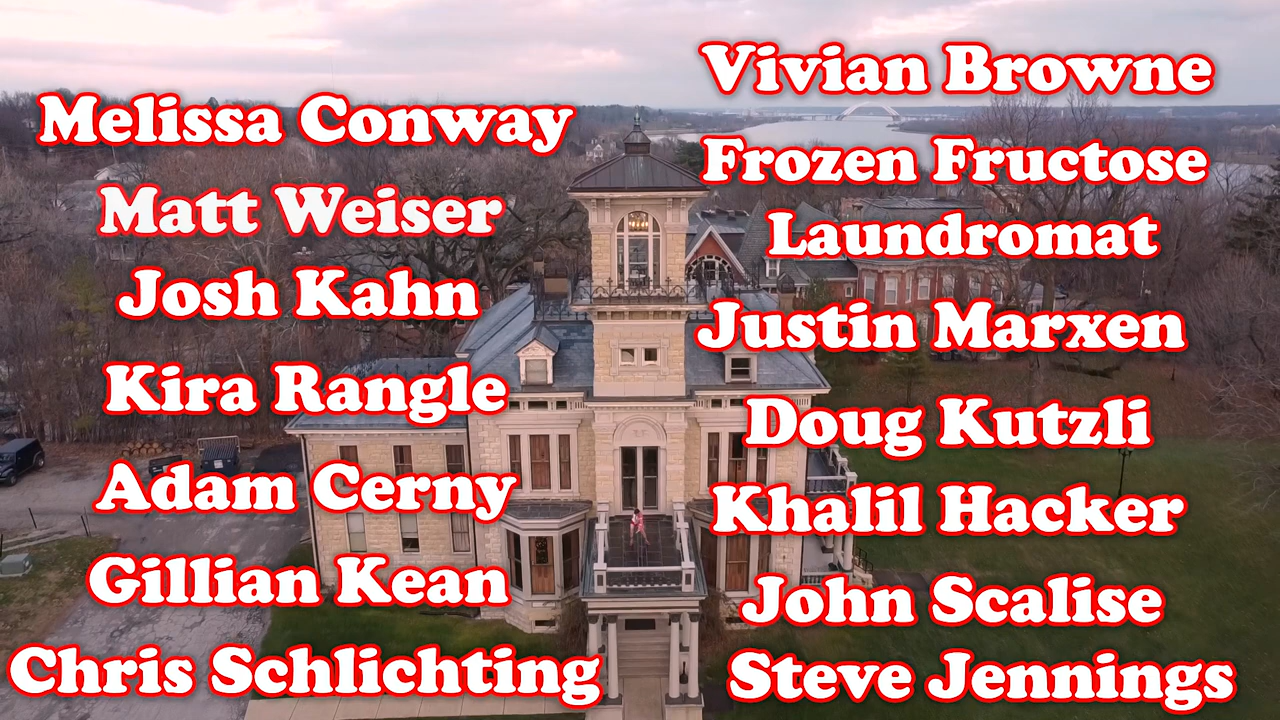 Melissa Conway
Matt Weiser
Josh Kahn
Kira Rangle
Adam Cerny
Gillian Kean
Chris Schlichting
Vivian Browne
Frozen Fructose
Laundromat
Justin Marxen
Doug Kutzli
Khalil Hacker
John Scalise
Steve Jennings